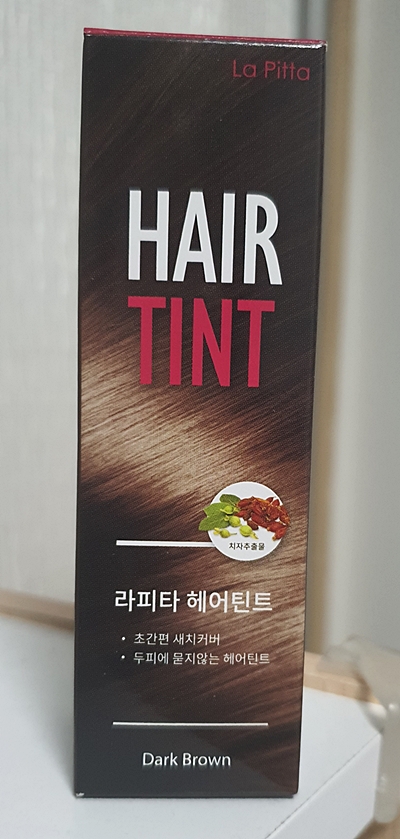 La Pitta
HAIR
TINT
치자추출물
라피타 헤어틴트
• 초간편 새치커버
• 두피에 묻지않는 헤어틴트
Dark Brown